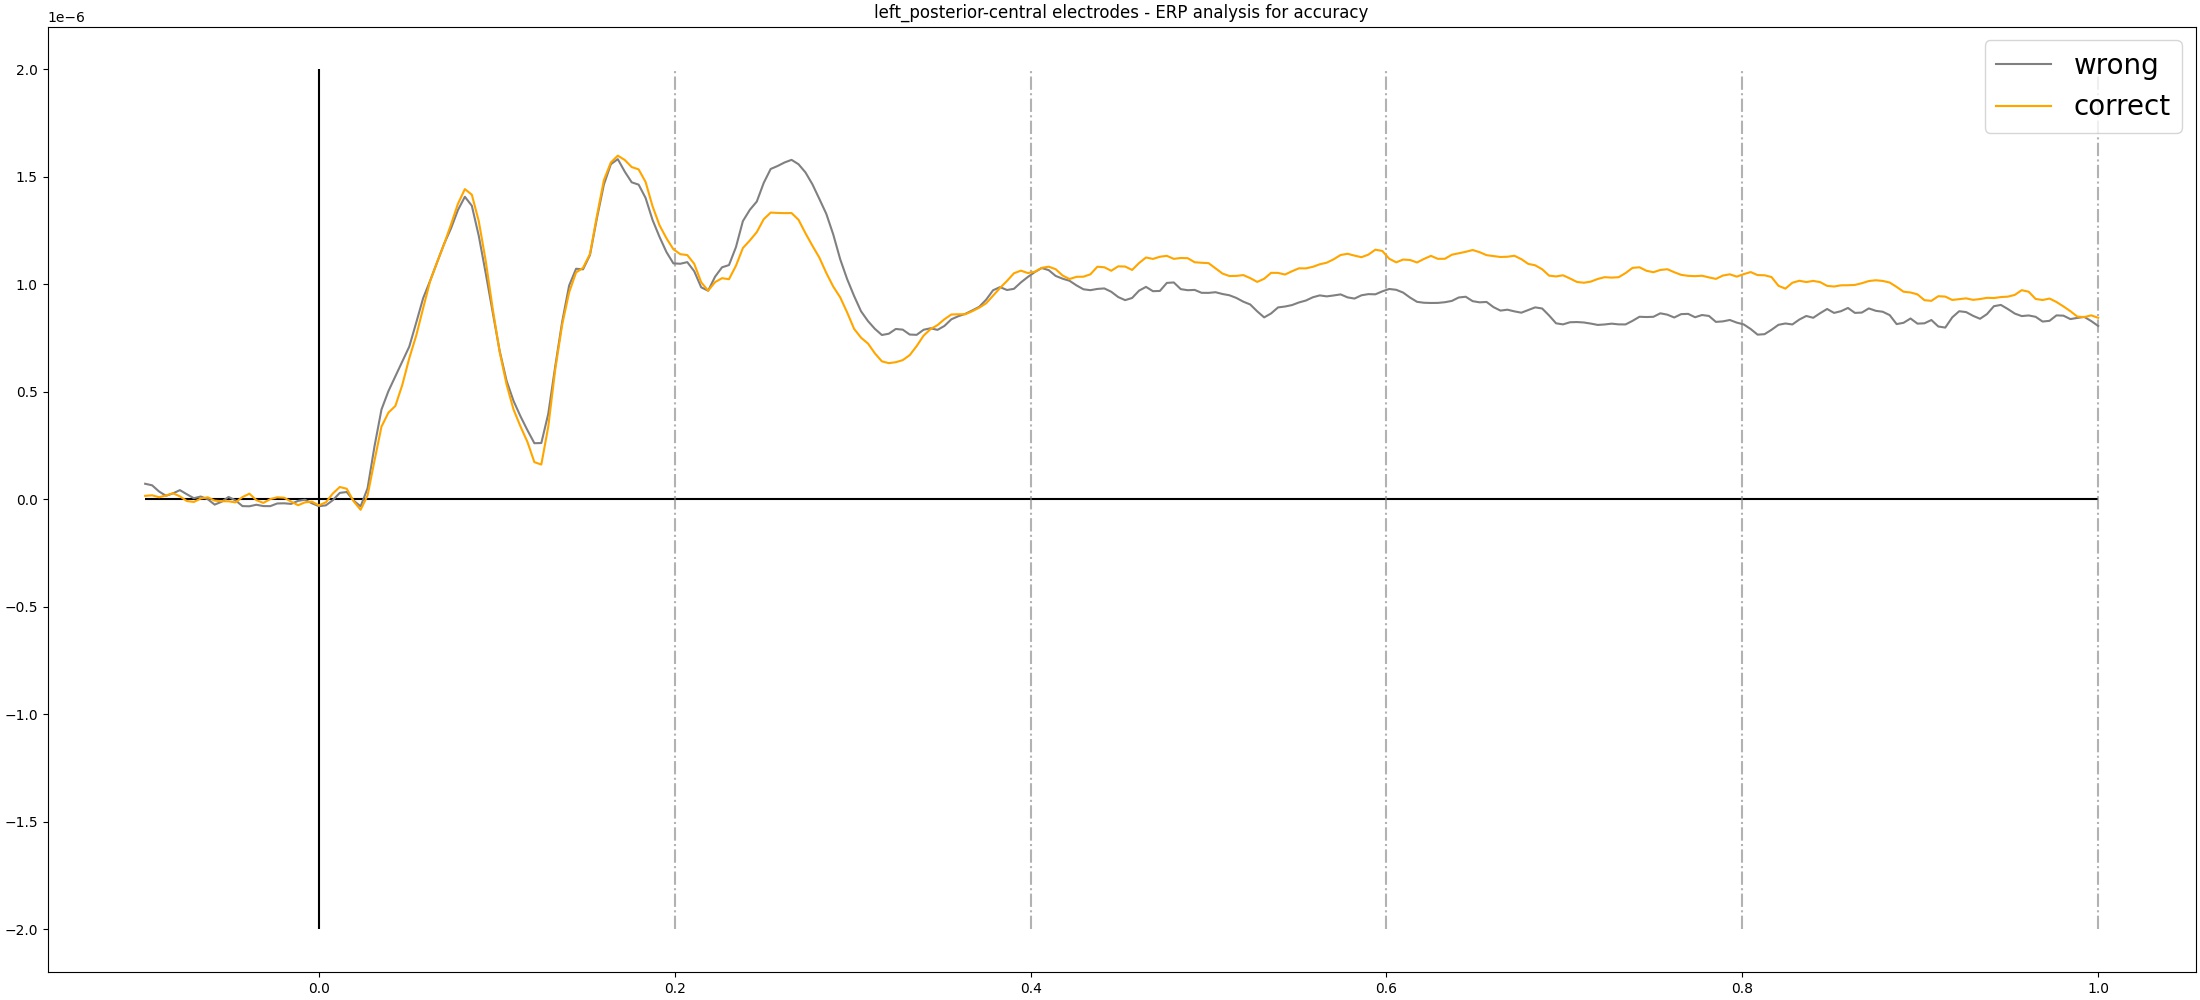 left_posterior-central electrodes - ERP analysis for accuracy
1e−6
wrong
correct
2.0
1.5
1.0
0.5
0.0
−0.5
−1.0
−1.5
−2.0
0.0 0.2 0.4 0.6 0.8 1.0